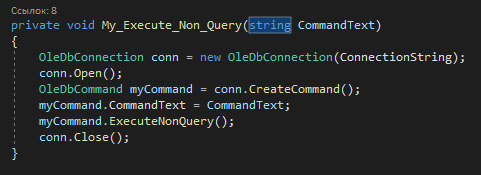 Ссылок: 8
private void My_Execute_Non_Query(string CommandText)
{
OleDbConnection conn = new OleDbConnection(ConnectionString);
conn.Open();
OleDbCommand myCommand = conn.CreateCommand();
myCommand.CommandText = CommandText;
myCommand.ExecuteNonQuery();
conn.Close();
}